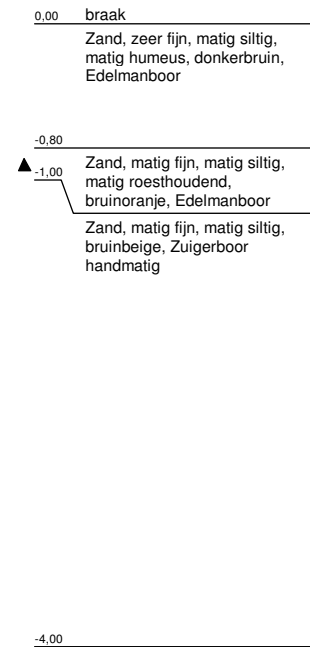 0,00 braak
Zand, zeer fijn, matig siltig,
matig humeus, donkerbruin,
Edelmanboor
-0,80
Zand, matig fijn, matig siltig,
-1,00
matig roesthoudend,
bruinoranje, Edelmanboor
Zand, matig fijn, matig siltig,
bruinbeige, Zuigerboor
handmatig
-4,00